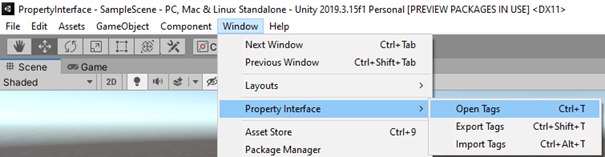 PropertyInterface - SampleScene - PC, Mac & Linux Standalone - Unity 2019.3.15f1 Personal [PREVIEW PACKAGES IN USE] <DX11>
File Edit Assets GameObject Component Window Help
Next Window Ctrl+Tab
Scene Game
Previous Window Ctrl+Shift+Tab
Shaded 2D
Layouts
Property Interface Open Tags Ctrl+T
Export Tags Ctrl+Shift+T
Asset Store Ctrl+9
Import Tags Ctrl+Alt+T
Package Manager